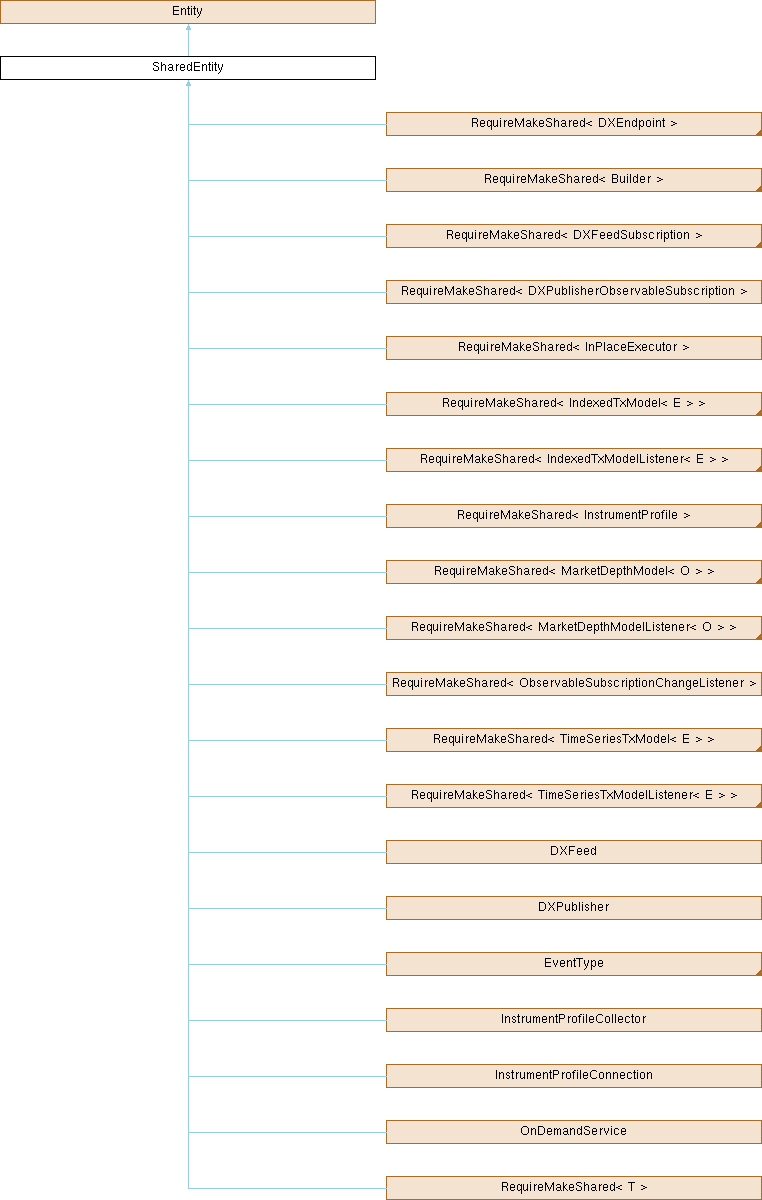 Entity
SharedEntity
RequireMakeShared< DXEndpoint >
RequireMakeShared< Builder >
RequireMakeShared< DXFeedSubscription >
RequireMakeShared< DXPublisherObservableSubscription >
RequireMakeShared< InPlaceExecutor >
RequireMakeShared< IndexedTxModel< E > >
RequireMakeShared< IndexedTxModelListener< E > >
RequireMakeShared< InstrumentProfile >
RequireMakeShared< MarketDepthModel< O > >
RequireMakeShared< MarketDepthModelListener< O > >
RequireMakeShared< ObservableSubscriptionChangeListener >
RequireMakeShared< TimeSeriesTxModel< E > >
RequireMakeShared< TimeSeriesTxModelListener< E > >
DXFeed
DXPublisher
EventType
InstrumentProfileCollector
InstrumentProfileConnection
OnDemandService
RequireMakeShared< T >